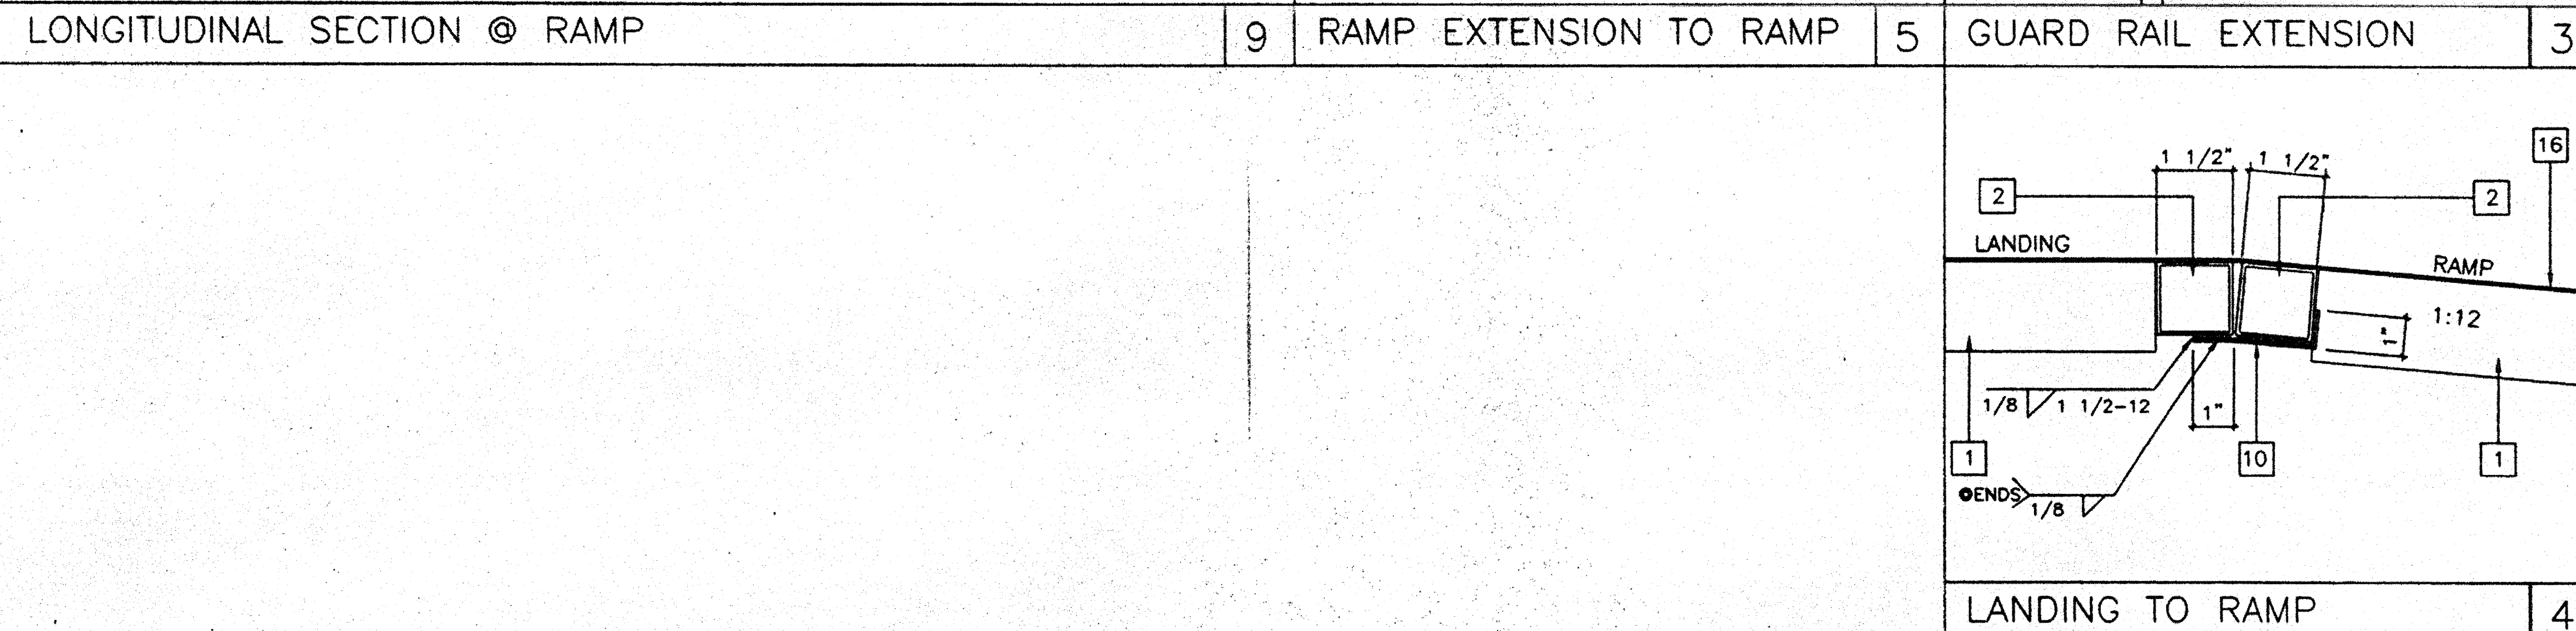 LONGITUDINAL SECTION @ RAMP
9
RAMP EXTENSION TO RAMP
5
GUARD RAIL EXTENSION
3
16
1 1/2"
1 1/2"
2
2
LANDING
RAMP
1:12
1"
1/8
1 1/2-12
1"
1
10
1
@ENDS
1/8
LANDING TO RAMP
4